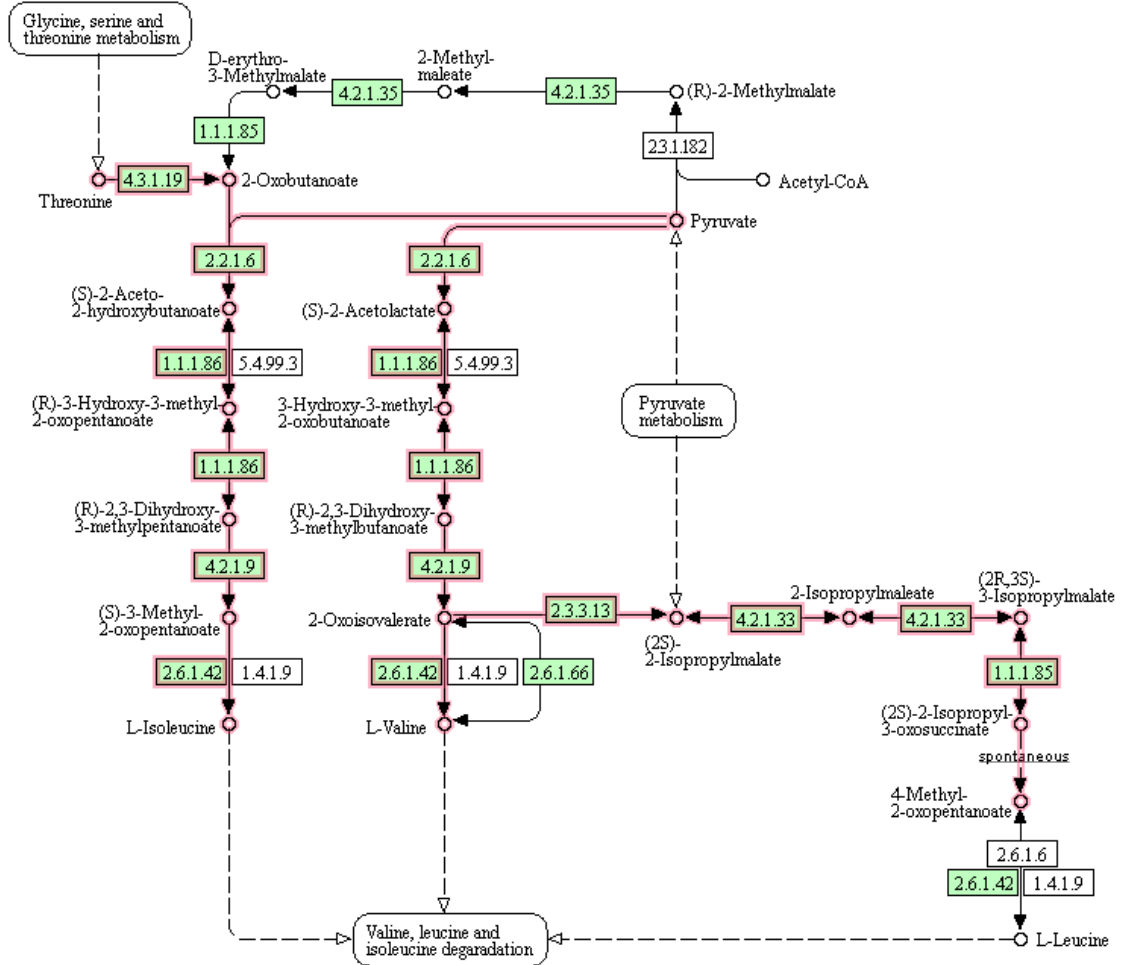 Glycine, serine and
threonine metabolism
D-erythro-
3-Methylmalate
2-Methyl-
maleate
4.2.1.35
4.2.1.35
(R)-2-Methylmalate
1.1.1.85
2.3.1.182
4.3.1.19
2-Oxobutanoate
Acetyl-CoA
Threonine
Pyruvate
2.2.1.6
2.2.1.6
(S)-2-Aceto-
2-hydroxybutanoate
(S)-2-Acetolactate
1.1.1.86
5.4.99.3
1.1.1.86
5.4.99.3
(R)-3-Hydroxy-3-methyl-
2-oxopentanoate
3-Hydroxy-3-methyl-
2-oxobutanoate
Pyruvate
metabolism
1.1.1.86
1.1.1.86
(R)-2,3-Dihydroxy-
3-methylpentanoate
(R)-2,3-Dihydroxy-
3-methylbutanoate
4.2.1.9
4.2.1.9
(S)-3-Methyl-
2-oxopentanoate
2-Oxoisovalerate
2.3.3.13
(2S)-
2-Isopropylmalate
4.2.1.33
2-Isopropylmaleate
4.2.1.33
(2R,3S)-
3-Isopropylmalate
2.6.1.42
1.4.1.9
2.6.1.42
1.4.1.9
2.6.1.66
1.1.1.85
L-Isoleucine
L-Valine
(2S)-2-Isopropyl-
3-oxosuccinate
spontaneous
4-Methyl-
2-oxopentanoate
2.6.1.6
2.6.1.42
1.4.1.9
Valine, leucine and
isoleucine degaradation
L-Leucine